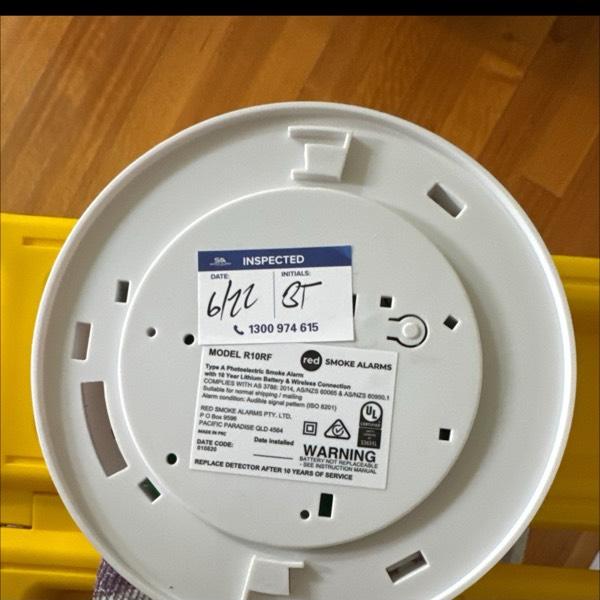 INSPECTED
DATE: INITIALS:
6/22 BT
1300 974 615
MODEL R10RF red SMOKE ALARMS
Type A Photoelectric Smoke Alarm
with 10 Year Lithium Battery & Wireless Connection
COMPLIES WITH AS 3786: 2014, AS/NZS 60065 & AS/NZS 60950.1
Suitable for normal shipping / mailing
Alarm condition: Audible signal pattern (ISO 8201)
RED SMOKE ALARMS PTY. LTD.
P O Box 9596
PACIFIC PARADISE QLD 4564
MADE IN PRC
UL
CERTIFIED
DATE CODE: Date installed
010820
WARNING
BATTERY NOT REPLACEABLE
- SEE INSTRUCTION MANUAL
REPLACE DETECTOR AFTER 10 YEARS OF SERVICE